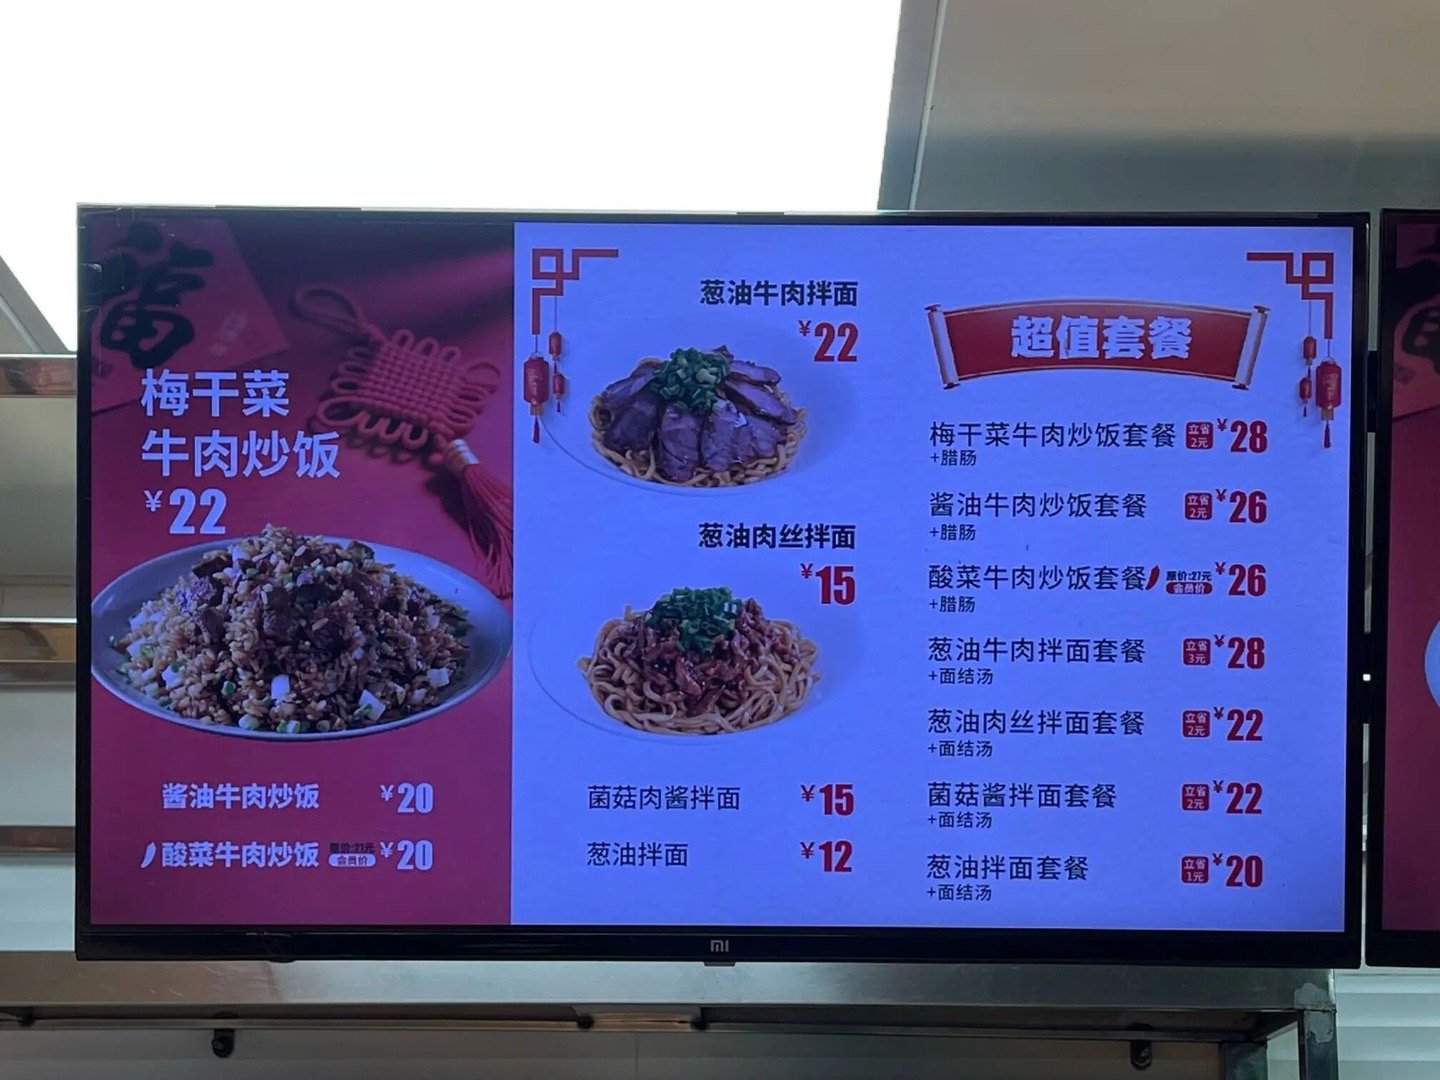 梅干菜
牛肉炒饭
¥22
酱油牛肉炒饭 ¥20
酸菜牛肉炒饭 原价:21元 会员价 ¥20
葱油牛肉拌面
¥22
葱油肉丝拌面
¥15
菌菇肉酱拌面 ¥15
葱油拌面 ¥12
超值套餐
梅干菜牛肉炒饭套餐 立省2元 ¥28
+腊肠
酱油牛肉炒饭套餐 立省2元 ¥26
+腊肠
酸菜牛肉炒饭套餐 原价:27元 会员价 ¥26
+腊肠
葱油牛肉拌面套餐 立省3元 ¥28
+面结汤
葱油肉丝拌面套餐 立省2元 ¥22
+面结汤
菌菇酱拌面套餐 立省2元 ¥22
+面结汤
葱油拌面套餐 立省1元 ¥20
+面结汤
mi